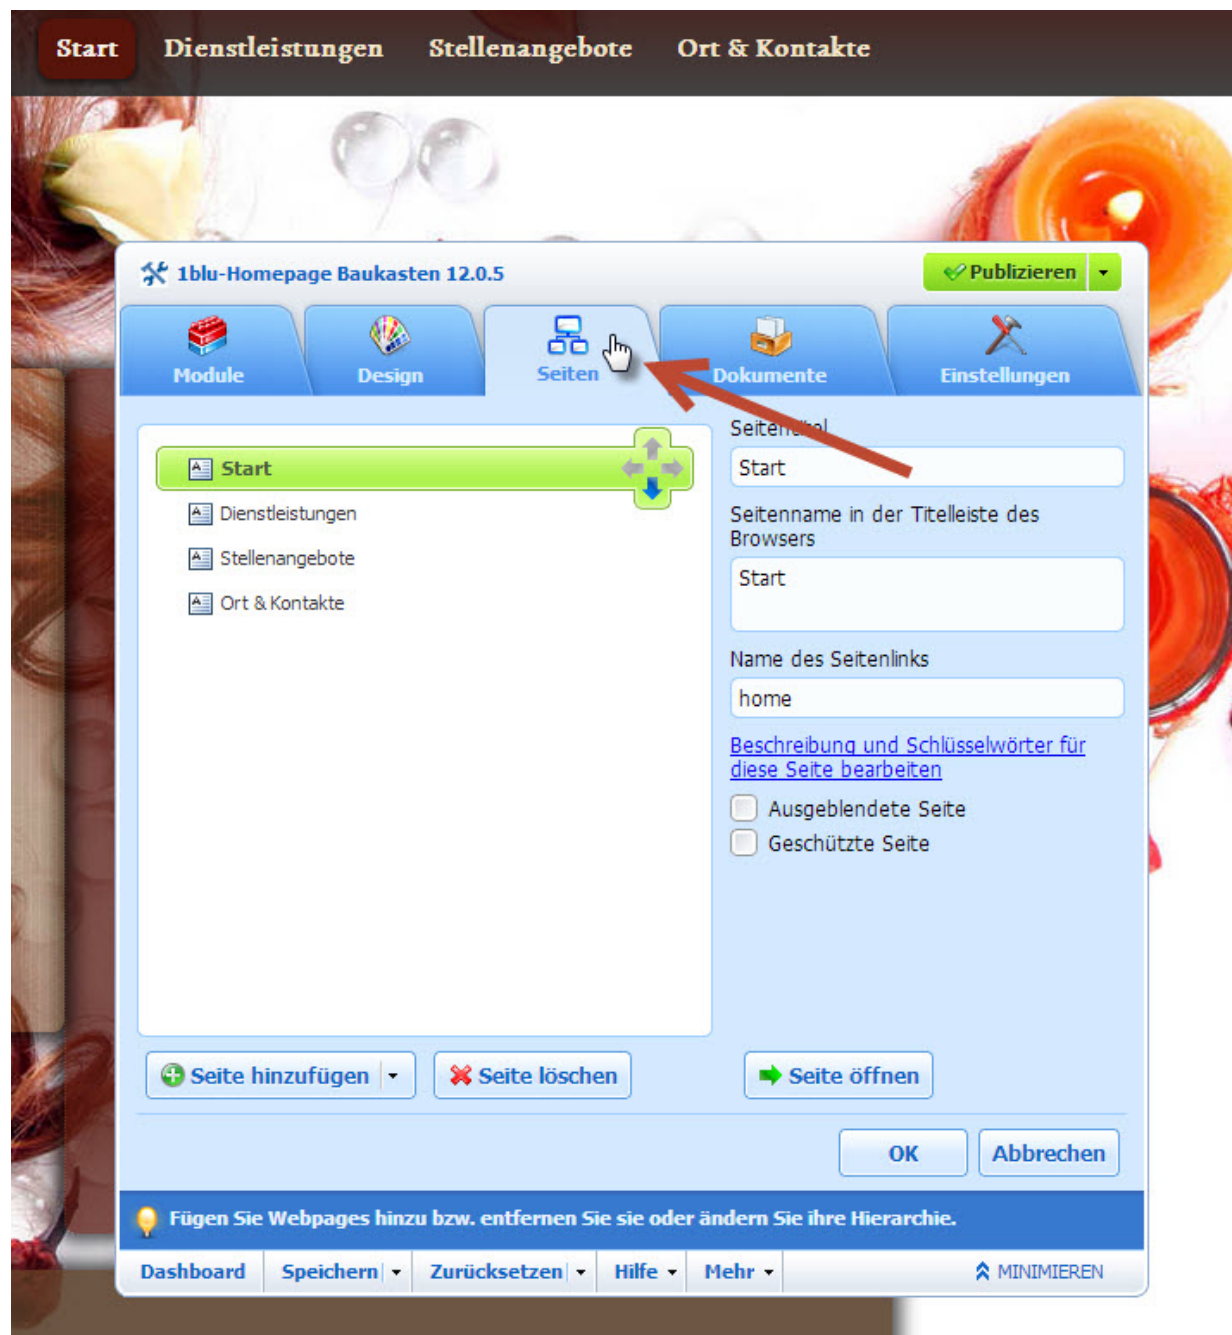 Start Dienstleistungen Stellenangebote Ort & Kontakte
1blu-Homepage Baukasten 12.0.5 Publizieren
Module Design Seiten Dokumente Einstellungen
Start
Dienstleistungen
Stellenangebote
Ort & Kontakte
Seitentitel
Start
Seitenname in der Titelleiste des
Browsers
Start
Name des Seitenlinks
home
Beschreibung und Schlüsselwörter für
diese Seite bearbeiten
Ausgeblendete Seite
Geschützte Seite
Seite hinzufügen Seite löschen Seite öffnen
OK Abbrechen
Fügen Sie Webpages hinzu bzw. entfernen Sie sie oder ändern Sie ihre Hierarchie.
Dashboard Speichern Zurücksetzen Hilfe Mehr MINIMIEREN